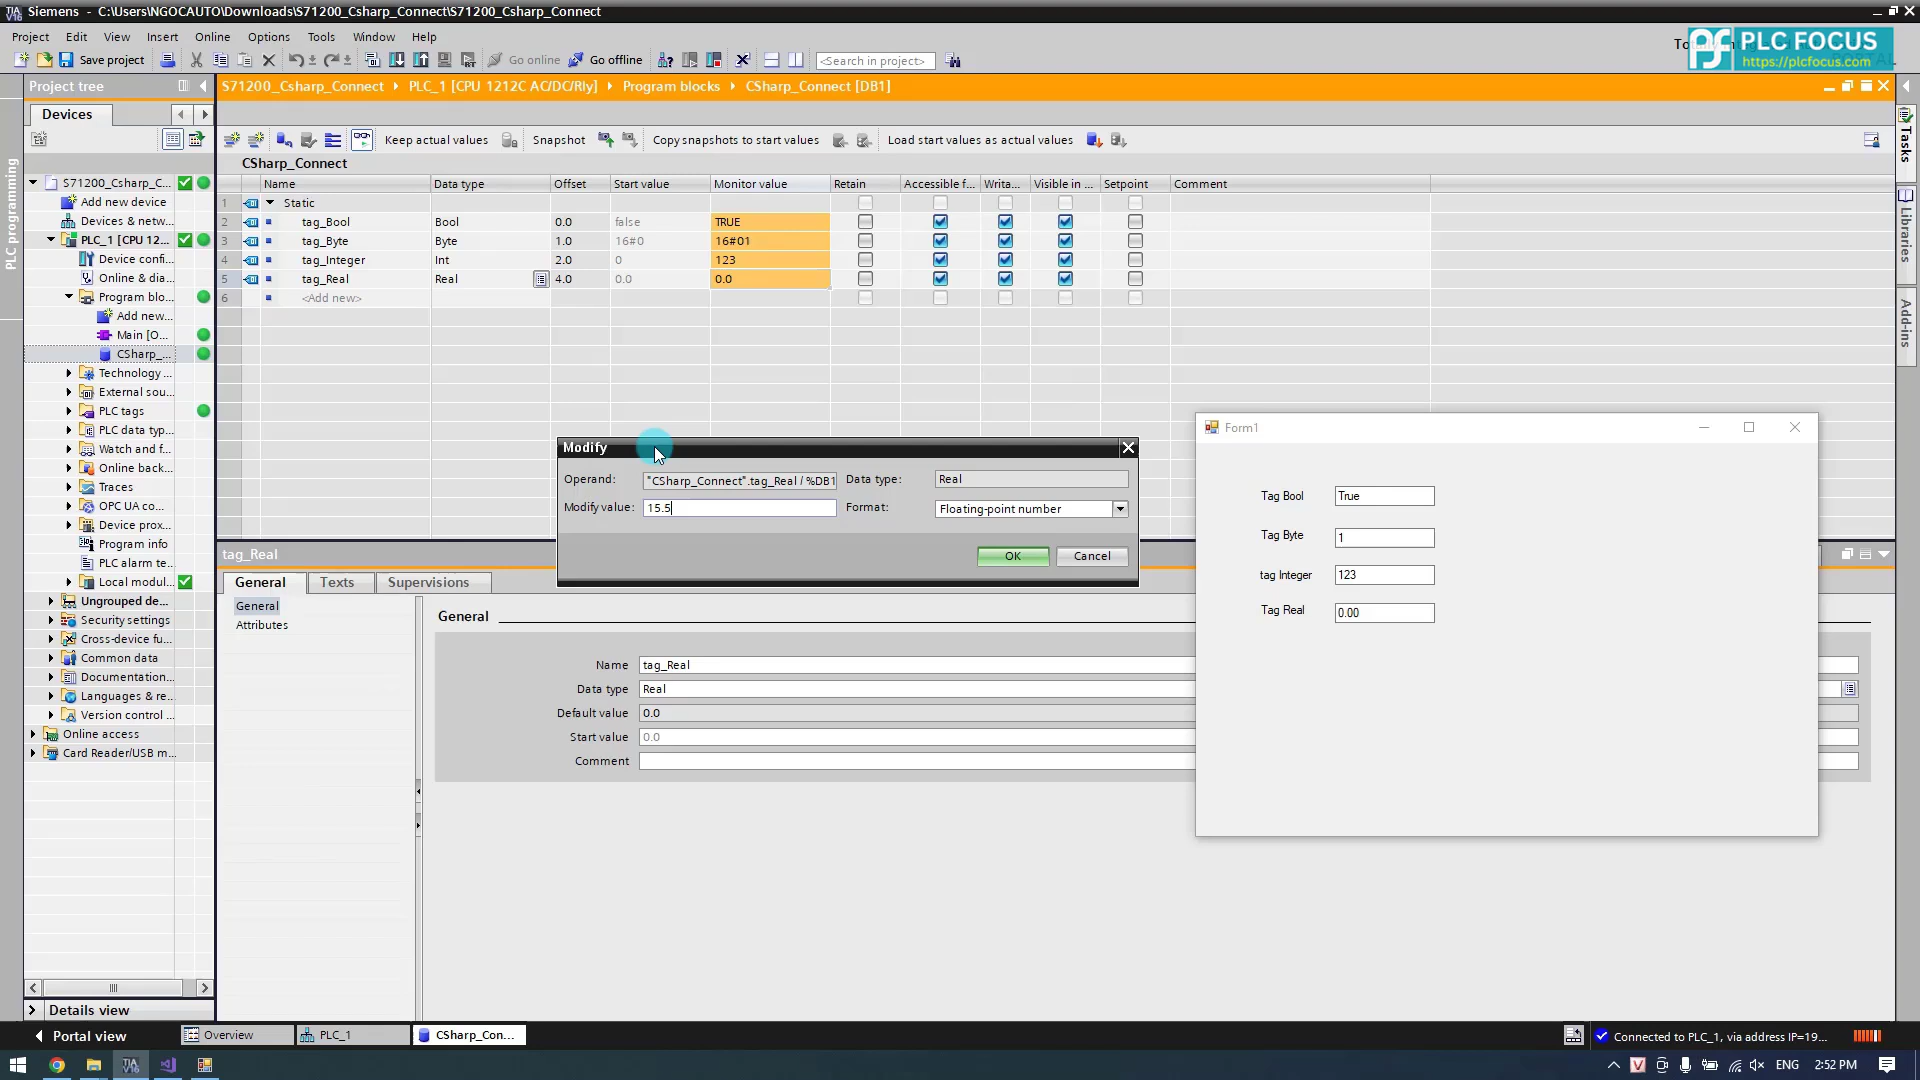 Siemens - C:\Users\NGOCAUTO\Downloads\S71200_Csharp_Connect\S71200_Csharp_Connect
Project Edit View Insert Online Options Tools Window Help
PLC FOCUS
https://plcfocus.com
Save project
Go online
Go offline
<Search in project>
Project tree
S71200_Csharp_Connect
PLC_1 [CPU 1212C AC/DC/Rly]
Program blocks
CSharp_Connect [DB1]
Devices
Keep actual values
Snapshot
Copy snapshots to start values
Load start values as actual values
CSharp_Connect
Name Data type Offset Start value Monitor value Retain Accessible f... Writa... Visible in ... Setpoint Comment
1 Static
2 tag_Bool Bool 0.0 false TRUE
3 tag_Byte Byte 1.0 16#0 16#01
4 tag_Integer Int 2.0 0 123
5 tag_Real Real 4.0 0.0 0.0
6 <Add new>
PLC programming
S71200_Csharp_C...
Add new device
Devices & netw...
PLC_1 [CPU 12...
Device confi...
Online & dia...
Program blo...
Add new...
Main [O...
CSharp_...
Technology ...
External sou...
PLC tags
PLC data typ...
Watch and f...
Online back...
Traces
OPC UA co...
Device prox...
Program info
PLC alarm te...
Local modul...
Ungrouped de...
Security settings
Cross-device fu...
Common data
Documentation...
Languages & re...
Version control ...
Online access
Card Reader/USB m...
Details view
Tasks
Libraries
Add-ins
Modify
Operand: "CSharp_Connect".tag_Real / %DB1 Data type: Real
Modify value: 15.5 Format: Floating-point number
OK Cancel
Form1
Tag Bool True
Tag Byte 1
tag Integer 123
Tag Real 0.00
tag_Real
General Texts Supervisions
General
Attributes
General
Name tag_Real
Data type Real
Default value 0.0
Start value 0.0
Comment
Portal view
Overview
PLC_1
CSharp_Con...
Connected to PLC_1, via address IP=19...
ENG 2:52 PM